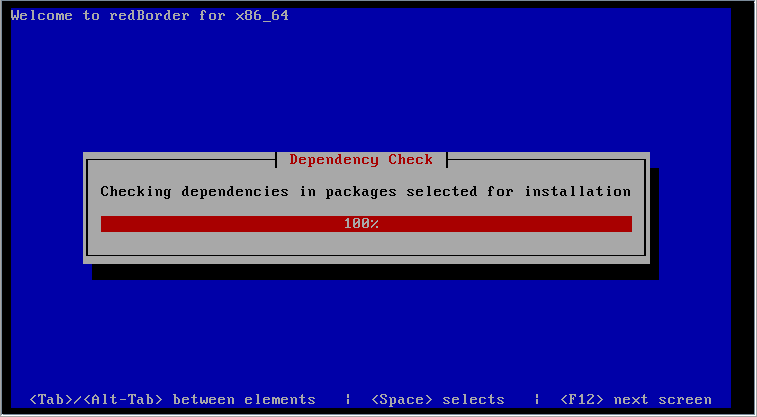 Welcome to redBorder for x86_64
Dependency Check
Checking dependencies in packages selected for installation
100%
<Tab>/<Alt-Tab> between elements | <Space> selects | <F12> next screen